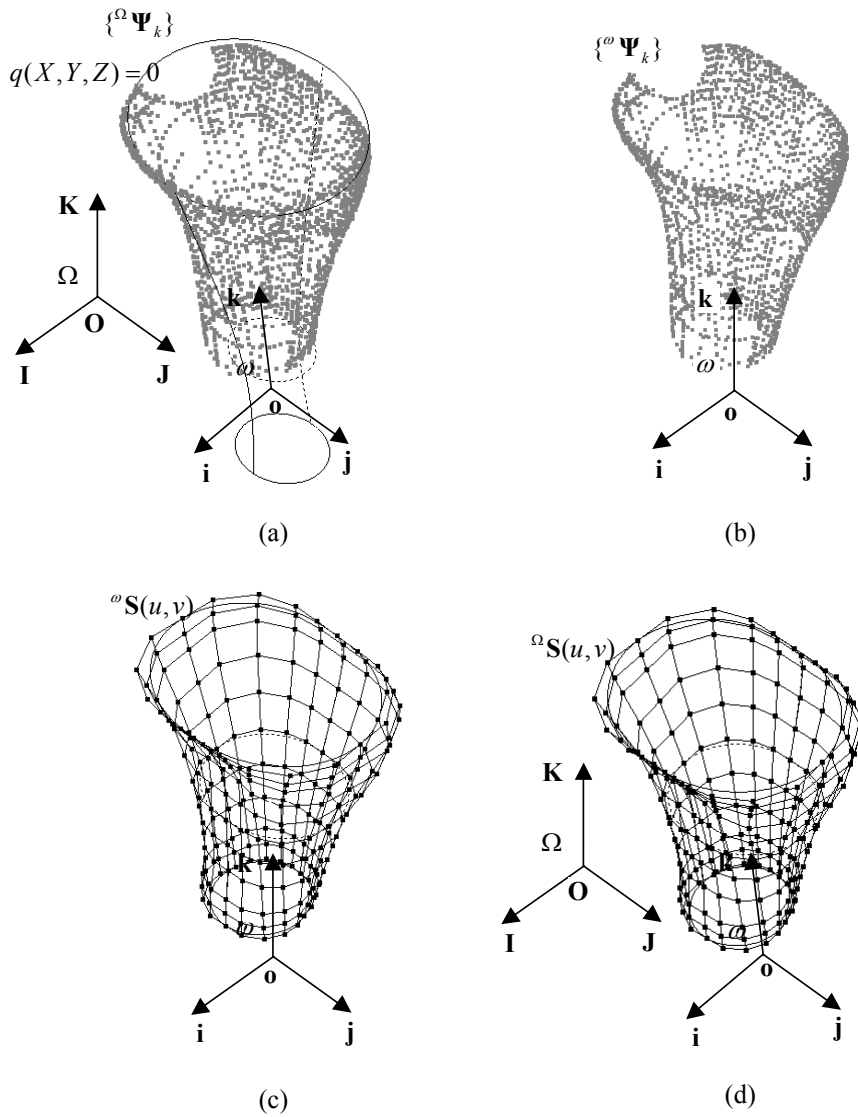 {^Ω Ψ_k}
q(X,Y,Z)=0
K
Ω
O
I
J
k
ω
o
i
j
(a)
{^ω Ψ_k}
k
ω
o
i
j
(b)
^ω S(u,v)
k
ω
o
i
j
(c)
^Ω S(u,v)
K
Ω
O
I
J
k
ω
o
i
j
(d)